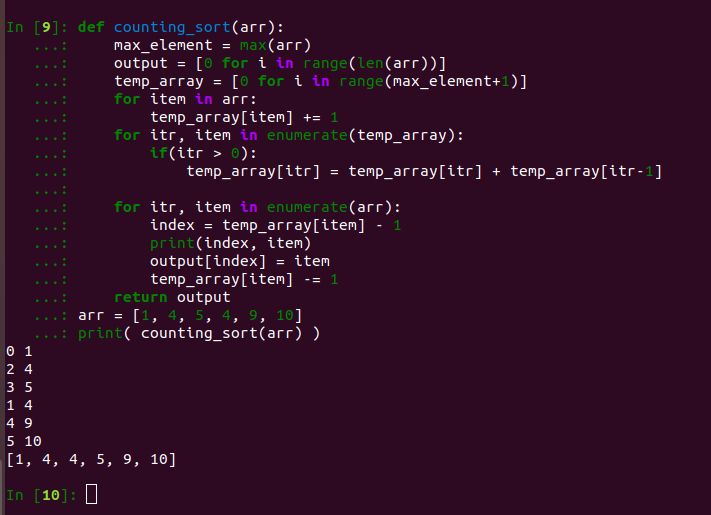 In [9]: def counting_sort(arr):
   ...:     max_element = max(arr)
   ...:     output = [0 for i in range(len(arr))]
   ...:     temp_array = [0 for i in range(max_element+1)]
   ...:     for item in arr:
   ...:         temp_array[item] += 1
   ...:     for itr, item in enumerate(temp_array):
   ...:         if(itr > 0):
   ...:             temp_array[itr] = temp_array[itr] + temp_array[itr-1]
   ...:
   ...:     for itr, item in enumerate(arr):
   ...:         index = temp_array[item] - 1
   ...:         print(index, item)
   ...:         output[index] = item
   ...:         temp_array[item] -= 1
   ...:     return output
   ...: arr = [1, 4, 5, 4, 9, 10]
   ...: print( counting_sort(arr) )
0 1
2 4
3 5
1 4
4 9
5 10
[1, 4, 4, 5, 9, 10]
In [10]: